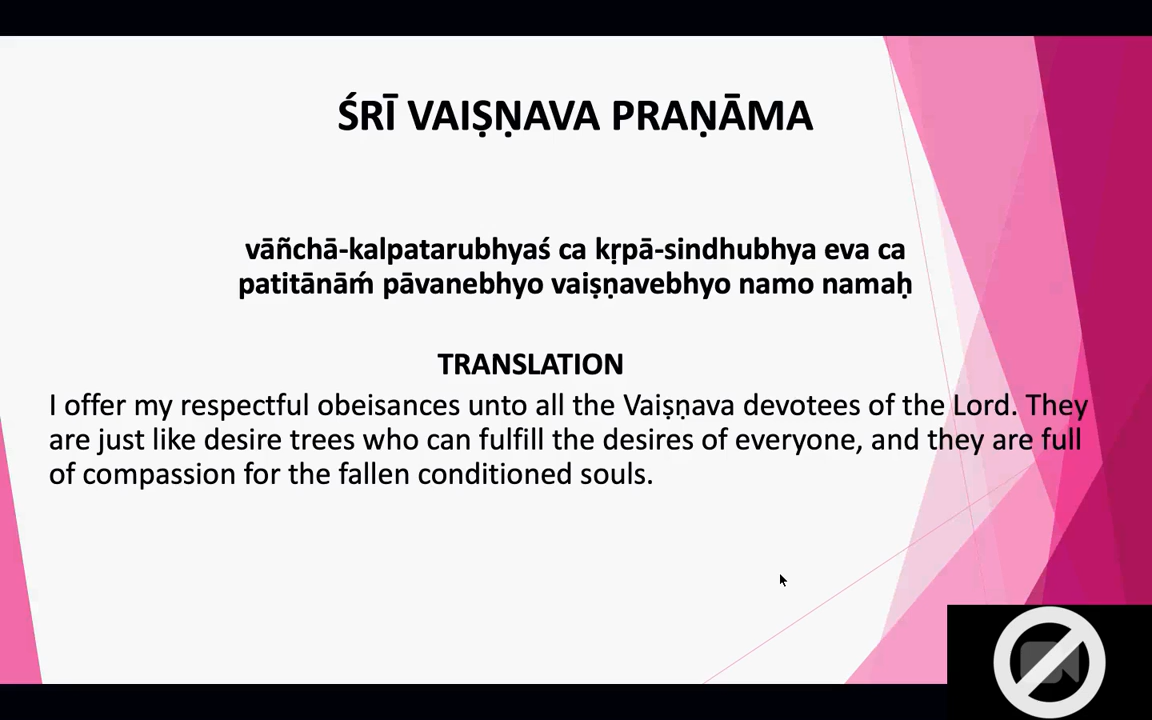 ŚRĪ VAIṢṆAVA PRAṆĀMA
vāñchā-kalpatarubhyaś ca kṛpā-sindhubhya eva ca
patitānāḿ pāvanebhyo vaiṣṇavebhyo namo namaḥ
TRANSLATION
I offer my respectful obeisances unto all the Vaiṣṇava devotees of the Lord. They
are just like desire trees who can fulfill the desires of everyone, and they are full
of compassion for the fallen conditioned souls.